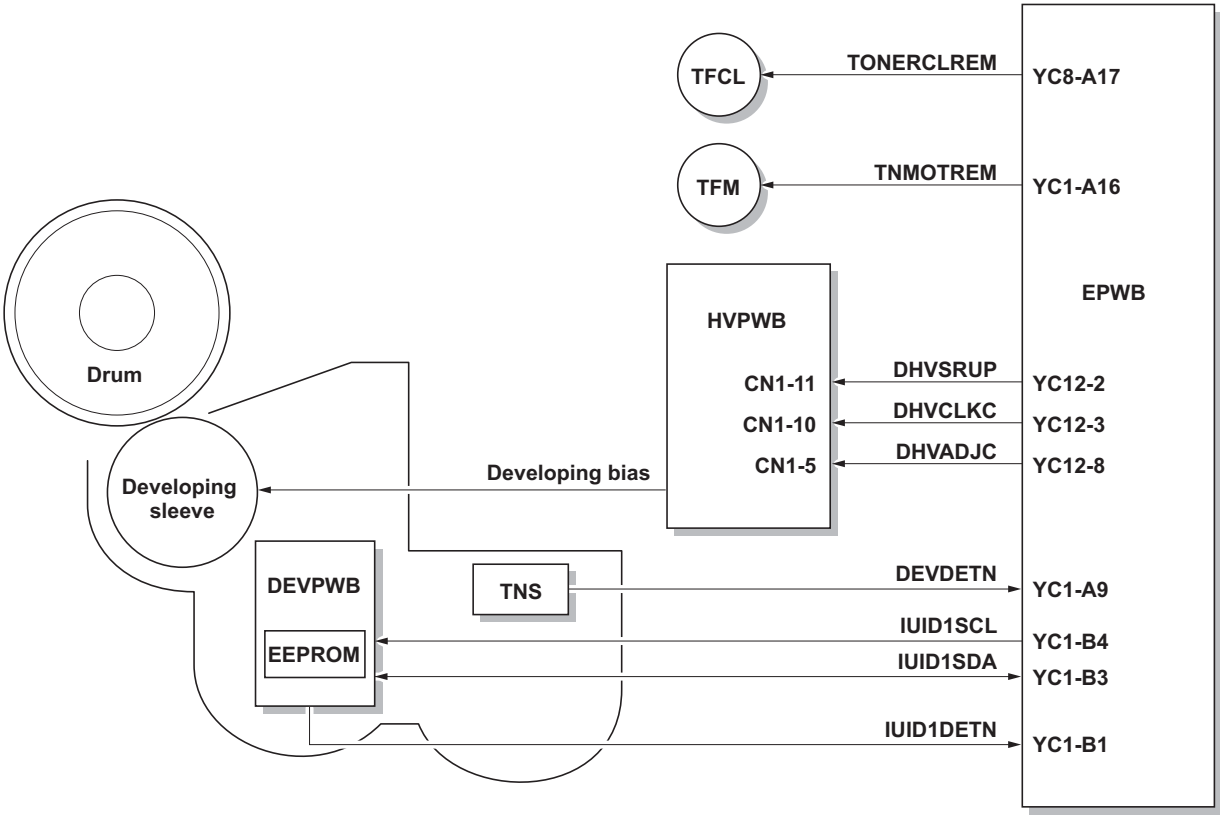 TONERCLREM
TFCL
YC8-A17
TNMOTREM
TFM
YC1-A16
EPWB
HVPWB
Drum
DHVSRUP
CN1-11
YC12-2
DHVCLKC
CN1-10
YC12-3
DHVADJC
CN1-5
YC12-8
Developing bias
Developing
sleeve
DEVPWB
EEPROM
TNS
DEVDETN
YC1-A9
IUID1SCL
YC1-B4
IUID1SDA
YC1-B3
IUID1DETN
YC1-B1